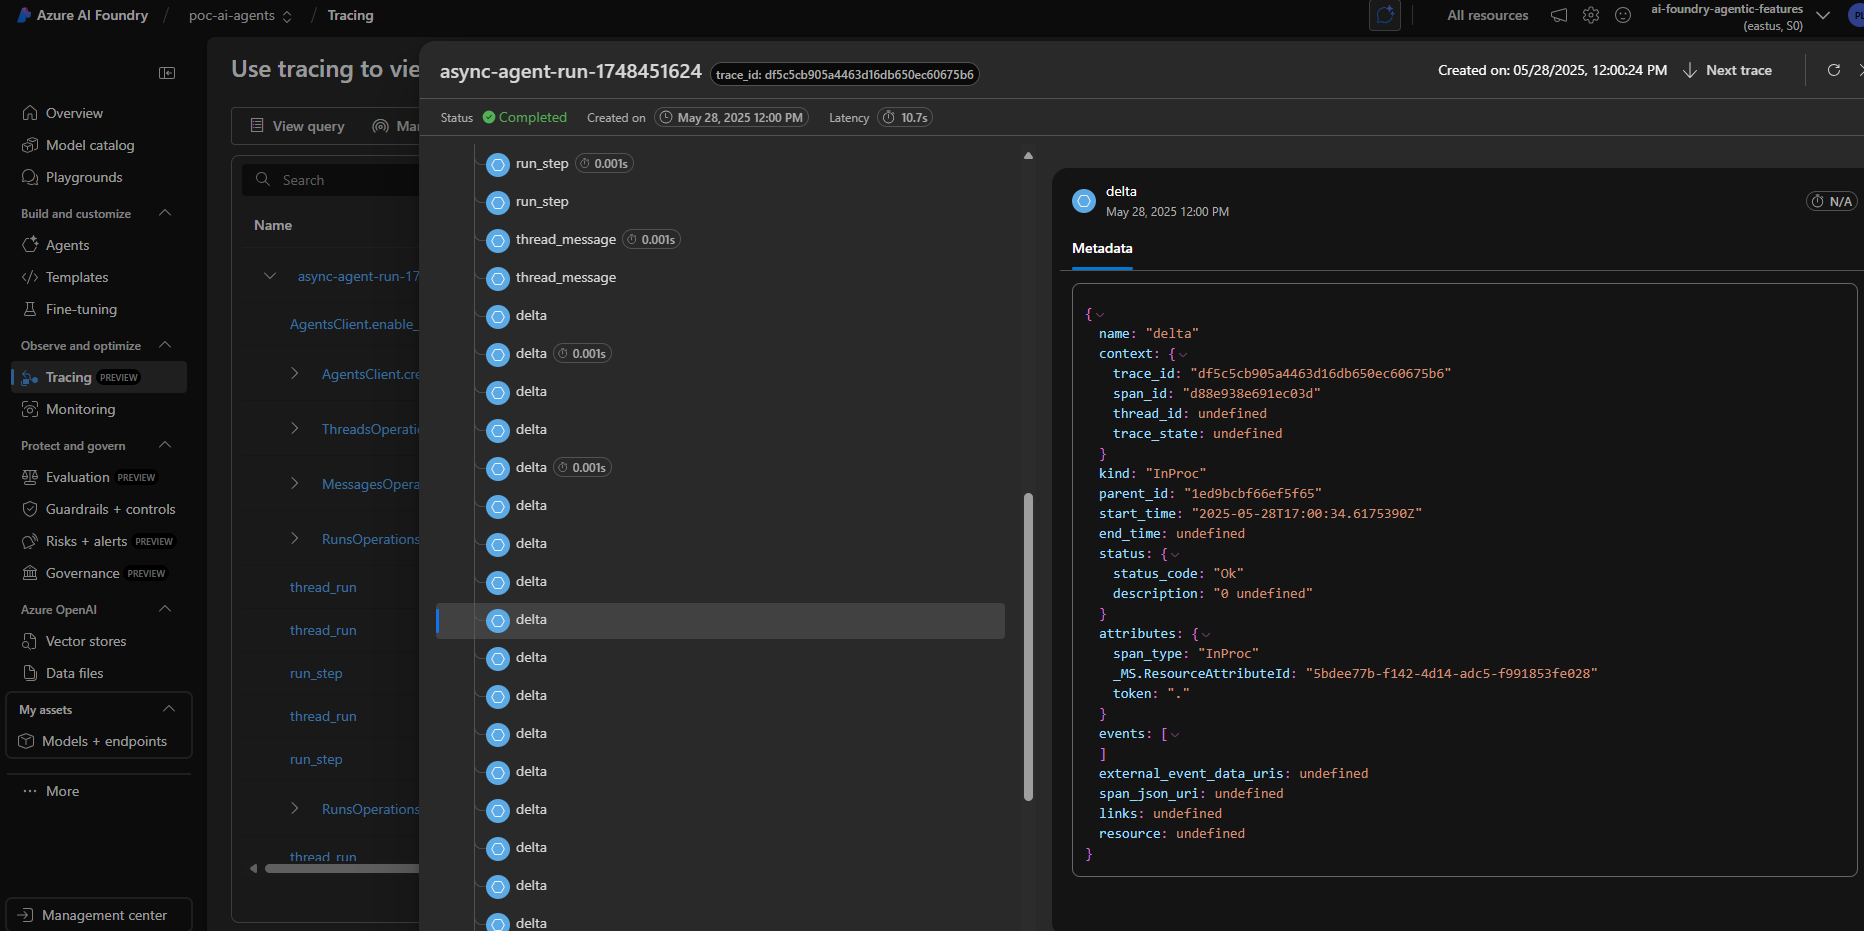 Azure AI Foundry / poc-ai-agents / Tracing
All resources
ai-foundry-agentic-features
(eastus, S0)
Overview
Model catalog
Playgrounds
Build and customize
Agents
Templates
Fine-tuning
Observe and optimize
Tracing PREVIEW
Monitoring
Protect and govern
Evaluation PREVIEW
Guardrails + controls
Risks + alerts PREVIEW
Governance PREVIEW
Azure OpenAI
Vector stores
Data files
My assets
Models + endpoints
More
Management center
Use tracing to vie
View query
Mar
Search
Name
async-agent-run-17
AgentsClient.enable_
AgentsClient.cre
ThreadsOperatio
MessagesOpera
RunsOperations
thread_run
thread_run
run_step
thread_run
run_step
RunsOperations
thread_run
async-agent-run-1748451624 trace_id: df5c5cb905a4463d16db650ec60675b6
Created on: 05/28/2025, 12:00:24 PM Next trace
Status Completed Created on May 28, 2025 12:00 PM Latency 10.7s
run_step 0.001s
run_step
thread_message 0.001s
thread_message
delta
delta 0.001s
delta
delta
delta 0.001s
delta
delta
delta
delta
delta
delta
delta
delta
delta
delta
delta
delta
delta
May 28, 2025 12:00 PM
N/A
Metadata
{
name: "delta"
context: {
trace_id: "df5c5cb905a4463d16db650ec60675b6"
span_id: "d88e938e691ec03d"
thread_id: undefined
trace_state: undefined
}
kind: "InProc"
parent_id: "1ed9bcbf66ef5f65"
start_time: "2025-05-28T17:00:34.6175390Z"
end_time: undefined
status: {
status_code: "Ok"
description: "0 undefined"
}
attributes: {
span_type: "InProc"
_MS.ResourceAttributeId: "5bdee77b-f142-4d14-adc5-f991853fe028"
token: "."
}
events: [
]
external_event_data_uris: undefined
span_json_uri: undefined
links: undefined
resource: undefined
}